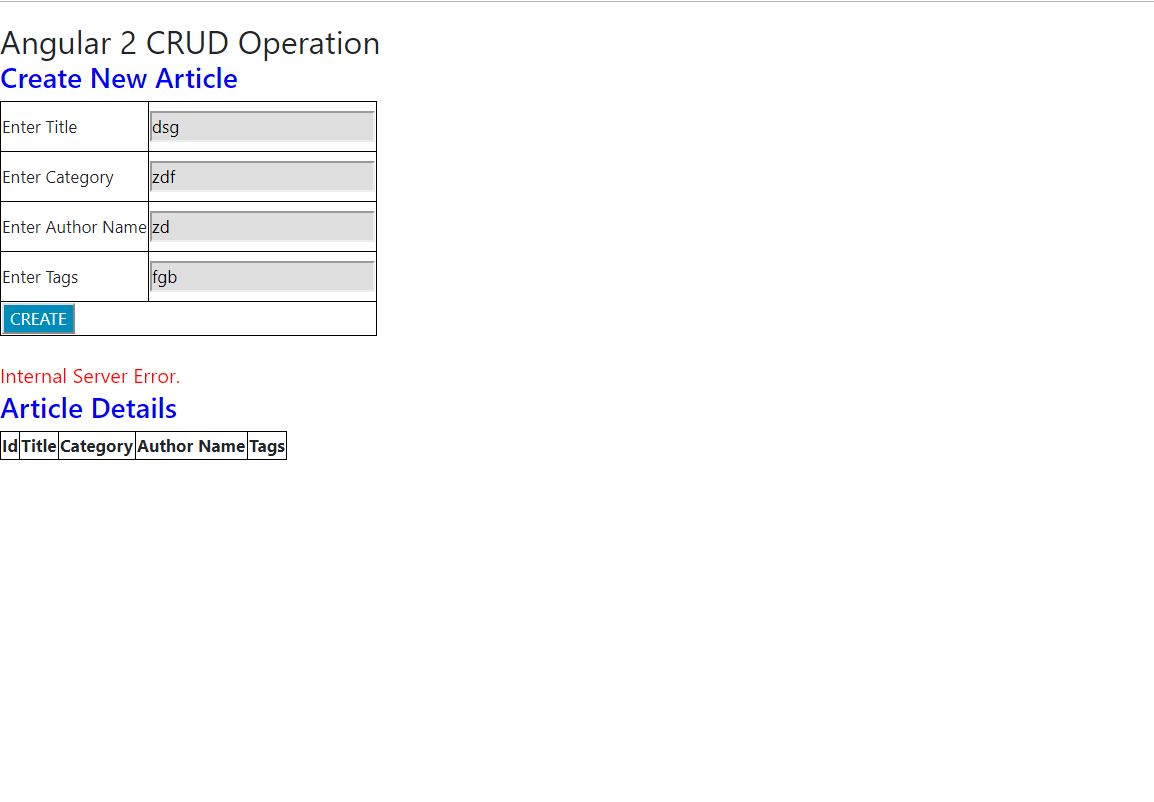 Angular 2 CRUD Operation
Create New Article
Enter Title dsg
Enter Category zdf
Enter Author Name zd
Enter Tags fgb
CREATE
Internal Server Error.
Article Details
Id Title Category Author Name Tags